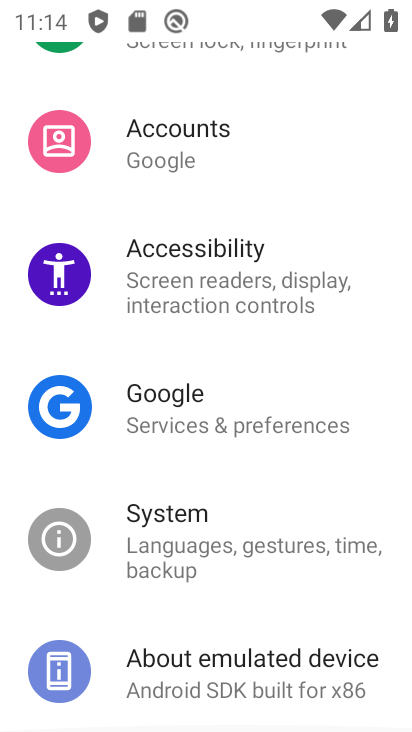 11:14
Screen lock, fingerprint
Accounts
Google
Accessibility
Screen readers, display,
interaction controls
Google
Services & preferences
System
Languages, gestures, time,
backup
About emulated device
Android SDK built for x86